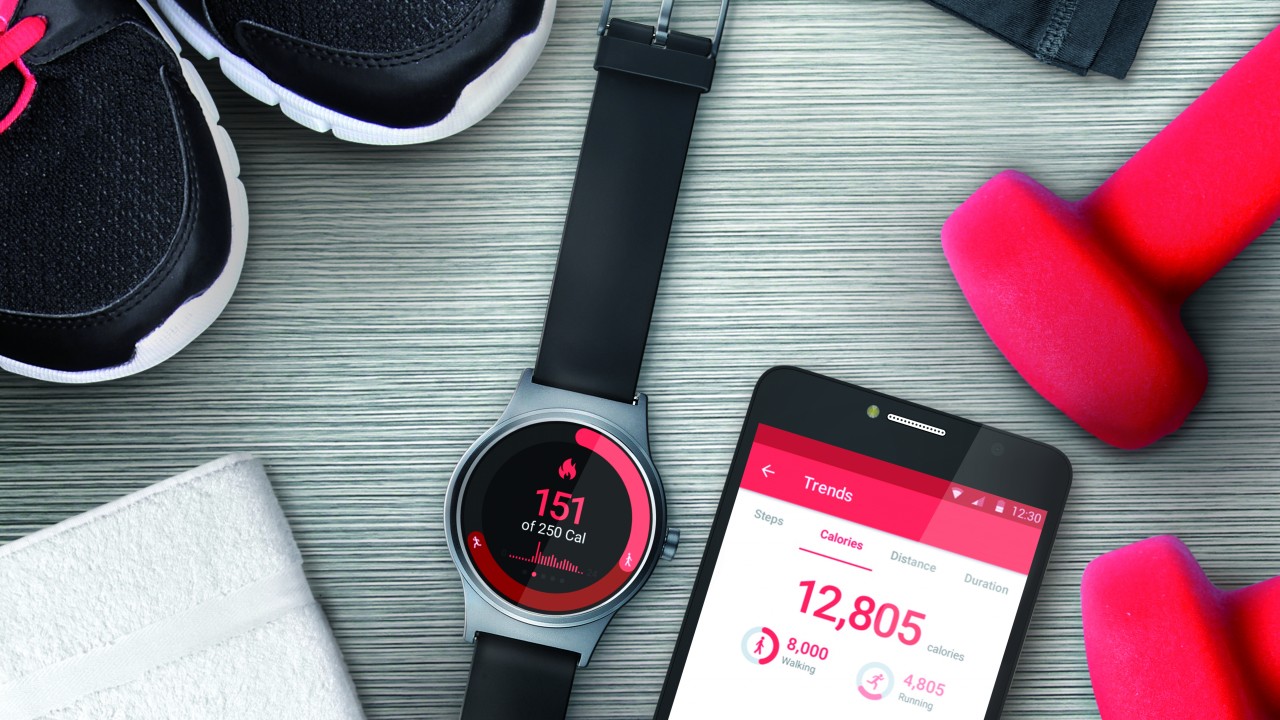 151
of 250 Cal
12:30
Trends
Steps
Calories
Distance
Duration
12,805
calories
8,000
Walking
4,805
Running